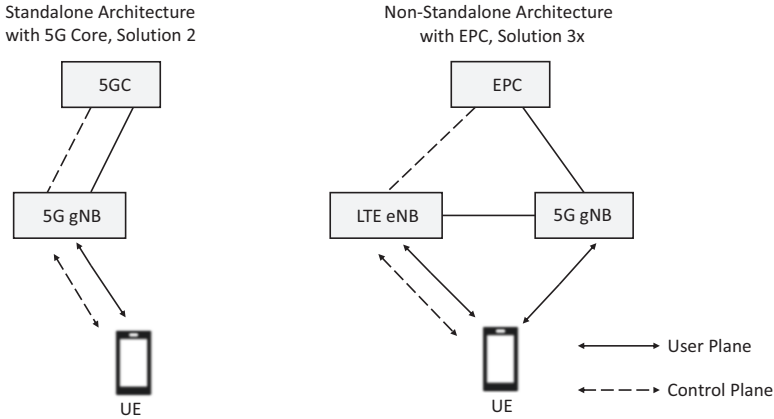 Standalone Architecture
with 5G Core, Solution 2
5GC
5G gNB
UE
Non-Standalone Architecture
with EPC, Solution 3x
EPC
LTE eNB
5G gNB
UE
User Plane
Control Plane